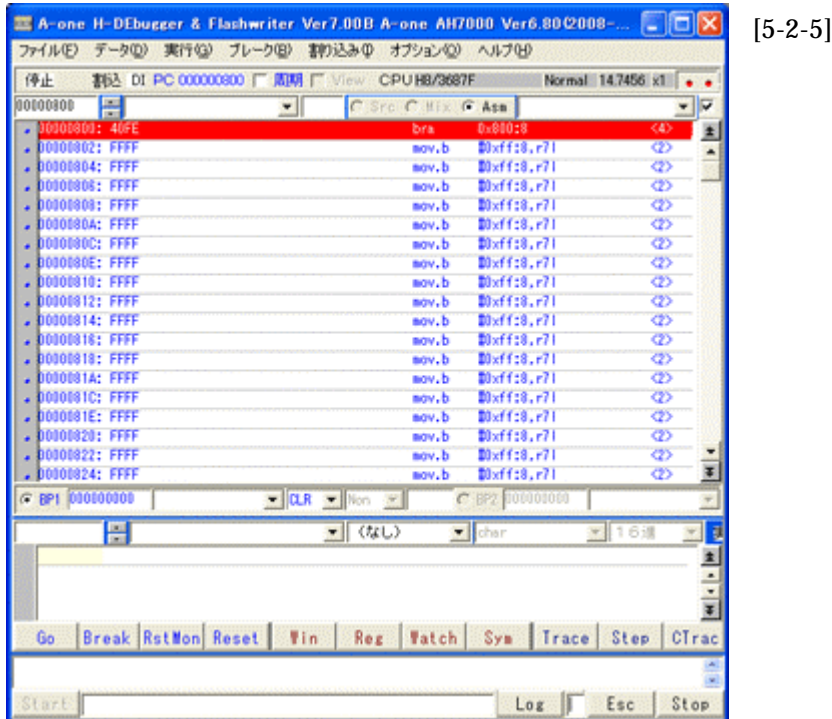 A-one H-DEbugger & Flashwriter Ver7.00B A-one AH7000 Ver6.80(2008-...
[5-2-5]
ファイル(F) データ(D) 実行(G) ブレーク(B) 割り込み(I) オプション(O) ヘルプ(H)
停止 割込 DI PC 000000800 周期 View CPU H8/3687F Normal 14.7456 x1
00000800 Src Mix Asm
00000800: 40FE bra 0x800:8 <4>
00000802: FFFF mov.b #0xff:8,r7l <2>
00000804: FFFF mov.b #0xff:8,r7l <2>
00000806: FFFF mov.b #0xff:8,r7l <2>
00000808: FFFF mov.b #0xff:8,r7l <2>
0000080A: FFFF mov.b #0xff:8,r7l <2>
0000080C: FFFF mov.b #0xff:8,r7l <2>
0000080E: FFFF mov.b #0xff:8,r7l <2>
00000810: FFFF mov.b #0xff:8,r7l <2>
00000812: FFFF mov.b #0xff:8,r7l <2>
00000814: FFFF mov.b #0xff:8,r7l <2>
00000816: FFFF mov.b #0xff:8,r7l <2>
00000818: FFFF mov.b #0xff:8,r7l <2>
0000081A: FFFF mov.b #0xff:8,r7l <2>
0000081C: FFFF mov.b #0xff:8,r7l <2>
0000081E: FFFF mov.b #0xff:8,r7l <2>
00000820: FFFF mov.b #0xff:8,r7l <2>
00000822: FFFF mov.b #0xff:8,r7l <2>
00000824: FFFF mov.b #0xff:8,r7l <2>
BP1 000000000 CLR Non BP2 000000000
(なし) char 16進
Go Break RstMon Reset Win Reg Watch Sym Trace Step CTrac
Start Log Esc Stop